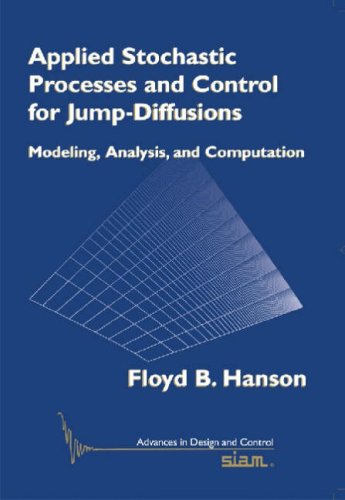 Applied Stochastic
Processes and Control
for Jump-Diffusions
Modeling, Analysis, and Computation
Floyd B. Hanson
Advances in Design and Control
siam®